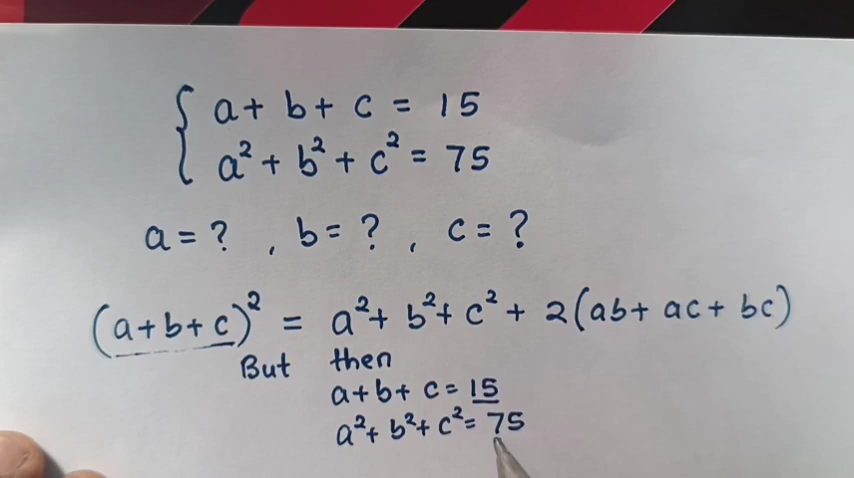 a + b + c = 15
a² + b² + c² = 75
a = ? , b = ? , c = ?
(a+b+c)² = a² + b² + c² + 2(ab + ac + bc)
But then
a + b + c = 15
a² + b² + c² = 75